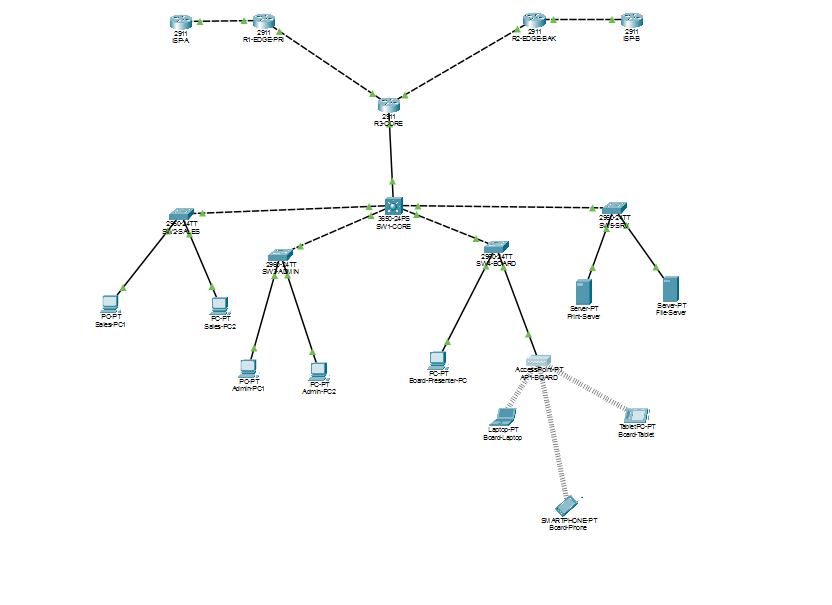 2911
ISP-A
2911
R1-EDGE-PRI
2911
R2-EDGE-BAK
2911
ISP-B
2911
R3-CORE
3650-24PS
SW1-CORE
2960-24TT
SW2-SALES
2960-24TT
SW3-ADMIN
2960-24TT
SW4-BOARD
2960-24TT
SW5-SRV
PC-PT
Sales-PC1
PC-PT
Sales-PC2
PC-PT
Admin-PC1
PC-PT
Admin-PC2
PC-PT
Board-Presenter-PC
AccessPoint-PT
AP1-BOARD
Server-PT
Print-Server
Server-PT
File-Server
Laptop-PT
Board-Laptop
TabletPC-PT
Board-Tablet
SMARTPHONE-PT
Board-Phone